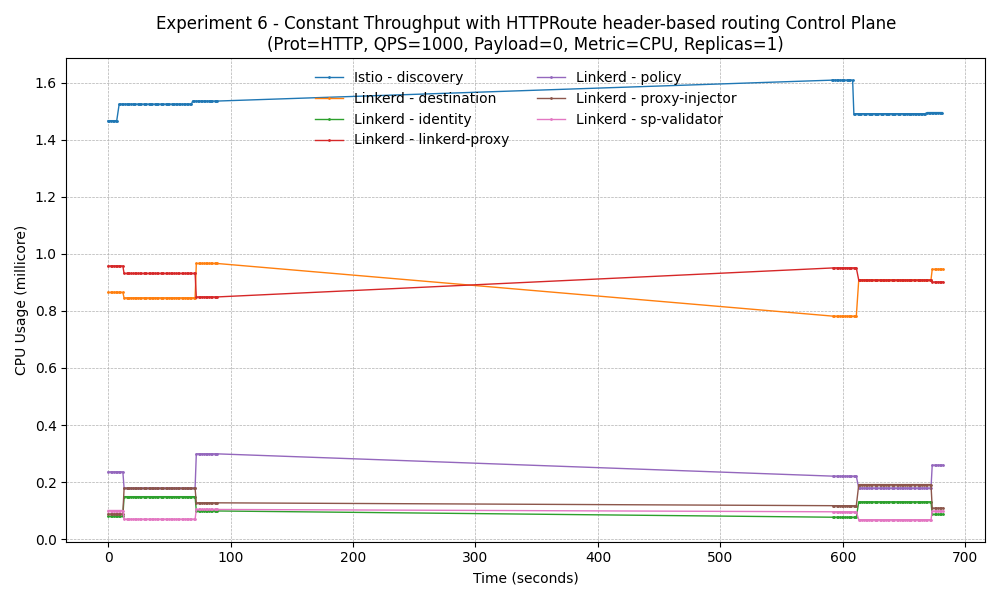 Experiment 6 - Constant Throughput with HTTPRoute header-based routing Control Plane
(Prot=HTTP, QPS=1000, Payload=0, Metric=CPU, Replicas=1)
Istio - discovery
Linkerd - destination
Linkerd - identity
Linkerd - linkerd-proxy
Linkerd - policy
Linkerd - proxy-injector
Linkerd - sp-validator
CPU Usage (millicore)
1.6
1.4
1.2
1.0
0.8
0.6
0.4
0.2
0.0
0
100
200
300
400
500
600
700
Time (seconds)